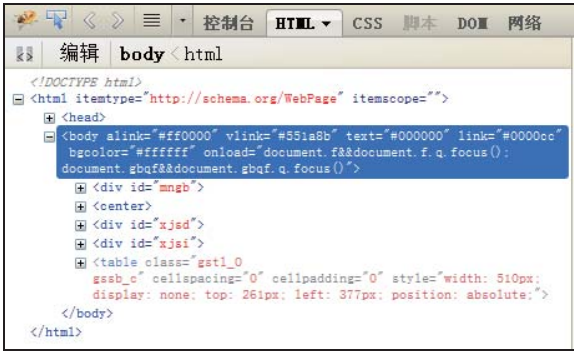 控制台 HTML CSS 脚本 DOM 网络
编辑 body < html
<!DOCTYPE html>
<html itemtype="http://schema.org/WebPage" itemscope="">
<head>
<body alink="#ff0000" vlink="#551a8b" text="#000000" link="#0000cc"
bgcolor="#ffffff" onload="document.f&&document.f.q.focus();
document.gbqf&&document.gbqf.q.focus()">
<div id="mngb">
<center>
<div id="xjsd">
<div id="xjsi">
<table class="gstl_0
gssb_c" cellspacing="0" cellpadding="0" style="width: 510px;
display: none; top: 261px; left: 377px; position: absolute;">
</body>
</html>